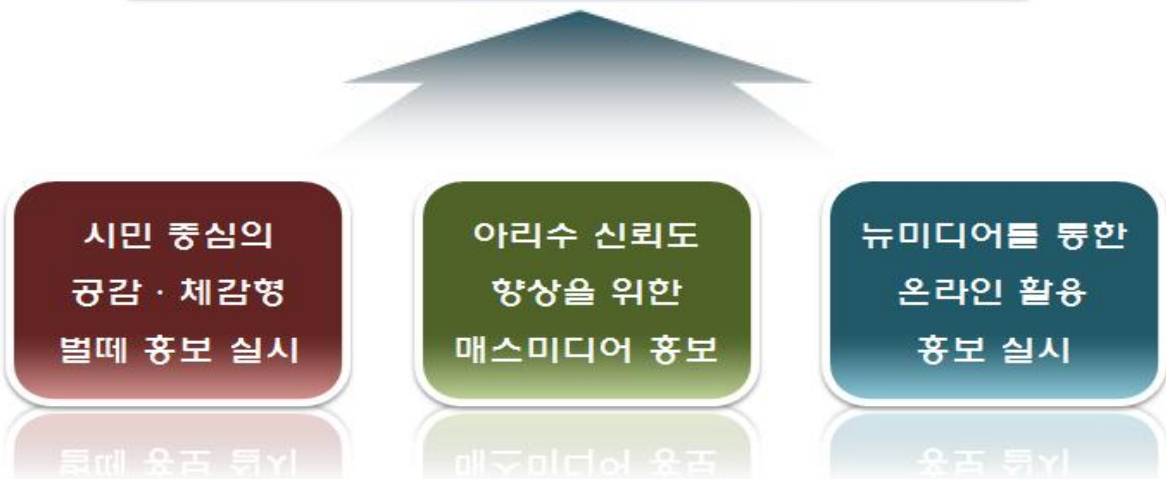 시민 중심의
공감 · 체감형
벌떼 홍보 실시
아리수 신뢰도
향상을 위한
매스미디어 홍보
뉴미디어를 통한
온라인 활용
홍보 실시